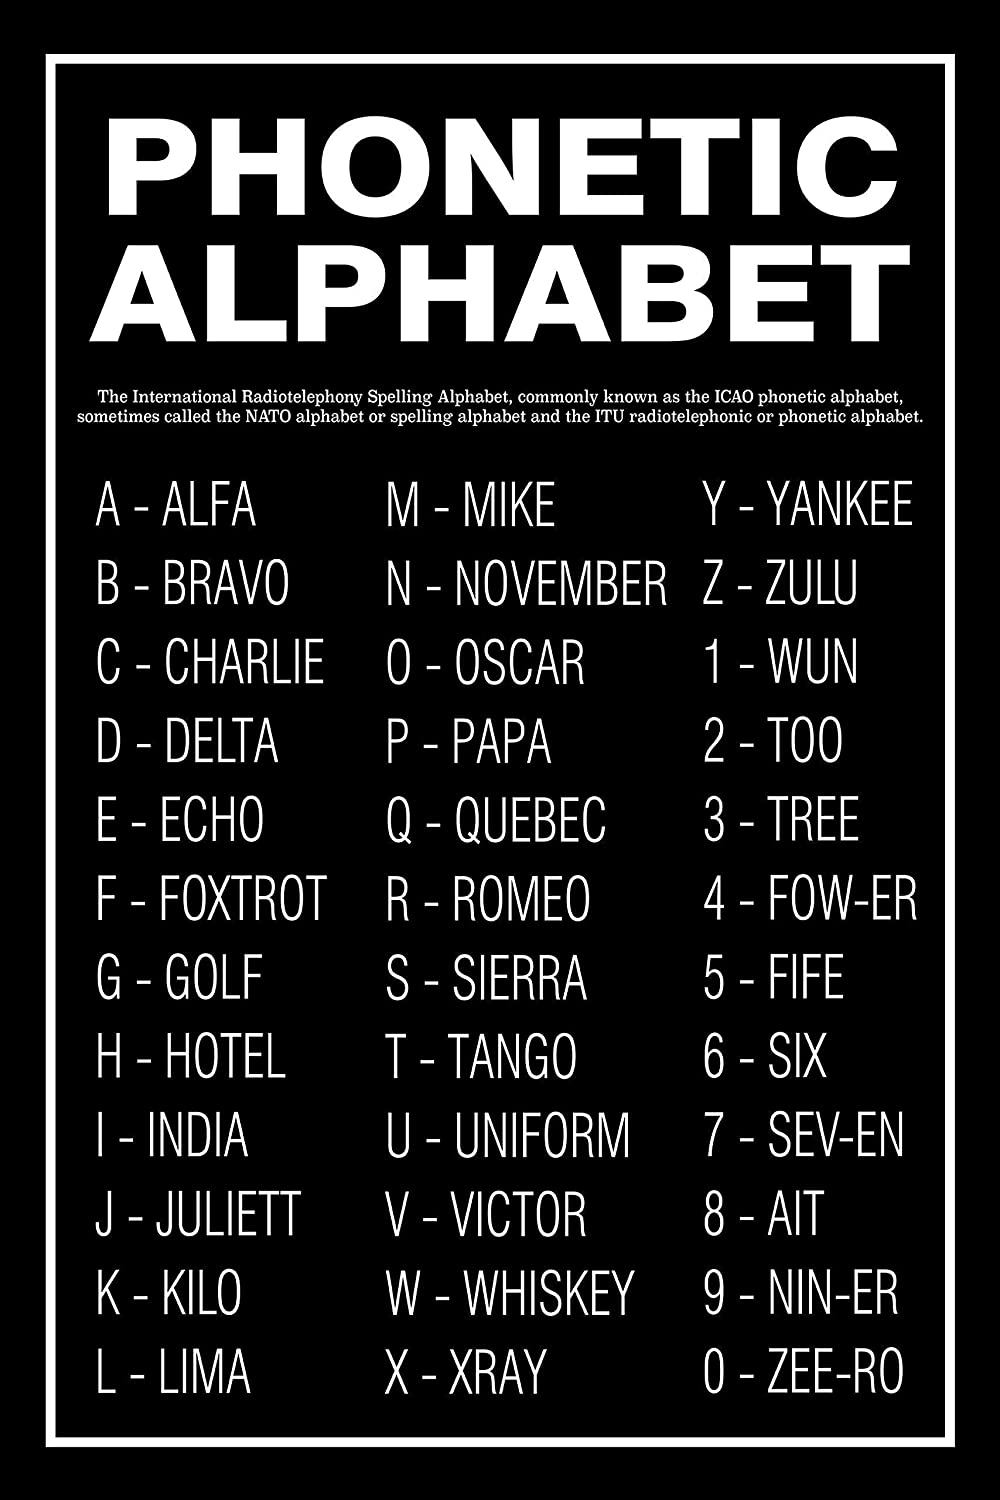 PHONETIC
ALPHABET
The International Radiotelephony Spelling Alphabet, commonly known as the ICAO phonetic alphabet,
sometimes called the NATO alphabet or spelling alphabet and the ITU radiotelephonic or phonetic alphabet.
A - ALFA
B - BRAVO
C - CHARLIE
D - DELTA
E - ECHO
F - FOXTROT
G - GOLF
H - HOTEL
I - INDIA
J - JULIETT
K - KILO
L - LIMA
M - MIKE
N - NOVEMBER
O - OSCAR
P - PAPA
Q - QUEBEC
R - ROMEO
S - SIERRA
T - TANGO
U - UNIFORM
V - VICTOR
W - WHISKEY
X - XRAY
Y - YANKEE
Z - ZULU
1 - WUN
2 - TOO
3 - TREE
4 - FOW-ER
5 - FIFE
6 - SIX
7 - SEV-EN
8 - AIT
9 - NIN-ER
0 - ZEE-RO